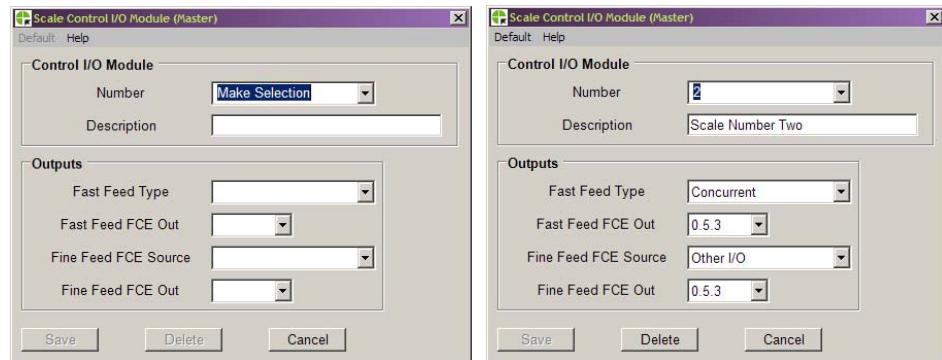 Scale Control I/O Module (Master)
Default Help
Control I/O Module
Number Make Selection
Description
Outputs
Fast Feed Type
Fast Feed FCE Out
Fine Feed FCE Source
Fine Feed FCE Out
Save Delete Cancel
Scale Control I/O Module (Master)
Default Help
Control I/O Module
Number 2
Description Scale Number Two
Outputs
Fast Feed Type Concurrent
Fast Feed FCE Out 0.5.3
Fine Feed FCE Source Other I/O
Fine Feed FCE Out 0.5.3
Save Delete Cancel